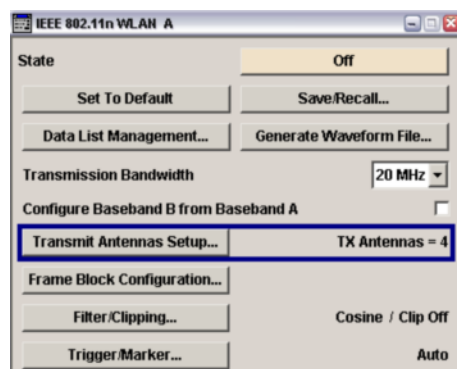 IEEE 802.11n WLAN A
State Off
Set To Default Save/Recall...
Data List Management... Generate Waveform File...
Transmission Bandwidth 20 MHz
Configure Baseband B from Baseband A
Transmit Antennas Setup... TX Antennas = 4
Frame Block Configuration...
Filter/Clipping... Cosine / Clip Off
Trigger/Marker... Auto